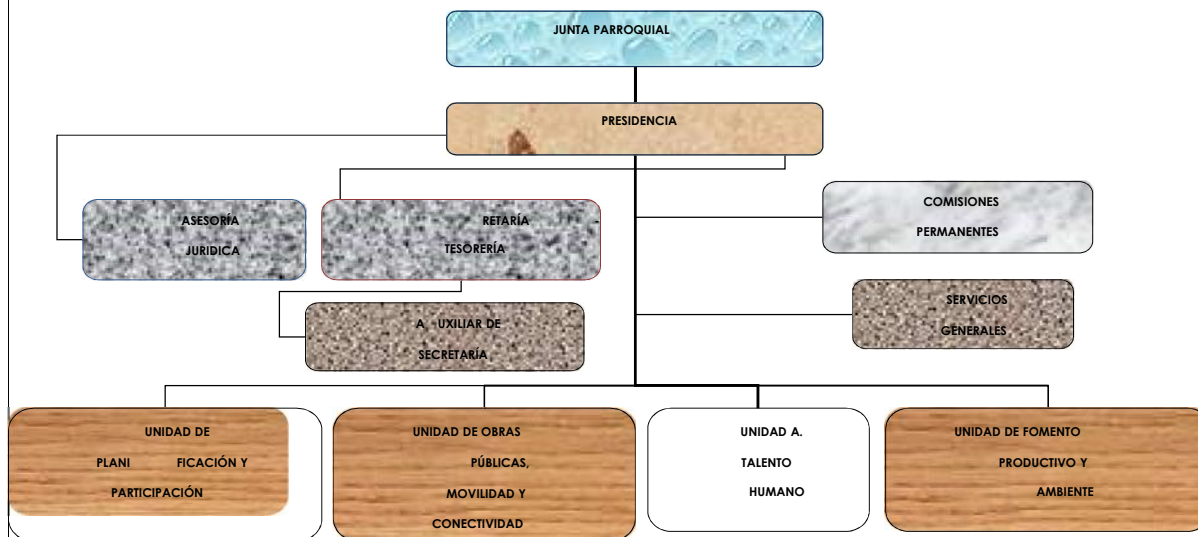 JUNTA PARROQUIAL
PRESIDENCIA
ASESORÍA
JURIDICA
RETARÍA
TESORERÍA
COMISIONES
PERMANENTES
A UXILIAR DE
SECRETARÍA
SERVICIOS
GENERALES
UNIDAD DE
PLANI FICACIÓN Y
PARTICIPACIÓN
UNIDAD DE OBRAS
PÚBLICAS,
MOVILIDAD Y
CONECTIVIDAD
UNIDAD A.
TALENTO
HUMANO
UNIDAD DE FOMENTO
PRODUCTIVO Y
AMBIENTE